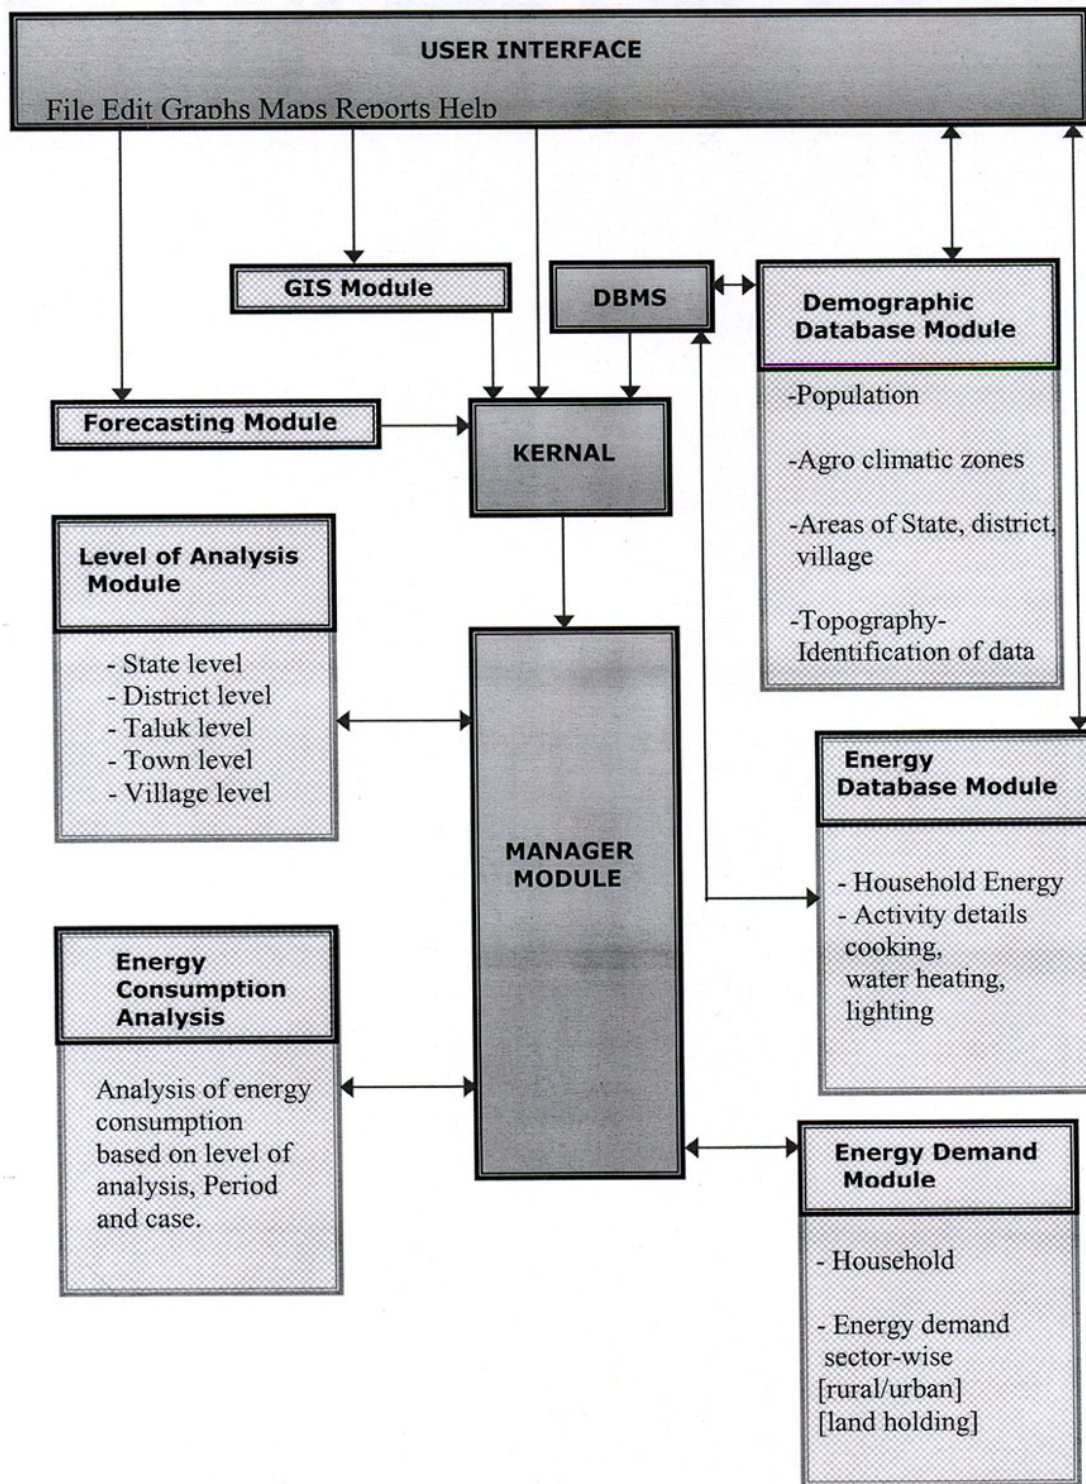 USER INTERFACE
File Edit Graphs Maps Reports Help
GIS Module
DBMS
Demographic
Database Module
-Population
-Agro climatic zones
-Areas of State, district,
village
-Topography-
Identification of data
Forecasting Module
KERNAL
Level of Analysis
Module
- State level
- District level
- Taluk level
- Town level
- Village level
MANAGER
MODULE
Energy
Database Module
- Household Energy
- Activity details
cooking,
water heating,
lighting
Energy
Consumption
Analysis
Analysis of energy
consumption
based on level of
analysis, Period
and case.
Energy Demand
Module
- Household
- Energy demand
sector-wise
[rural/urban]
[land holding]